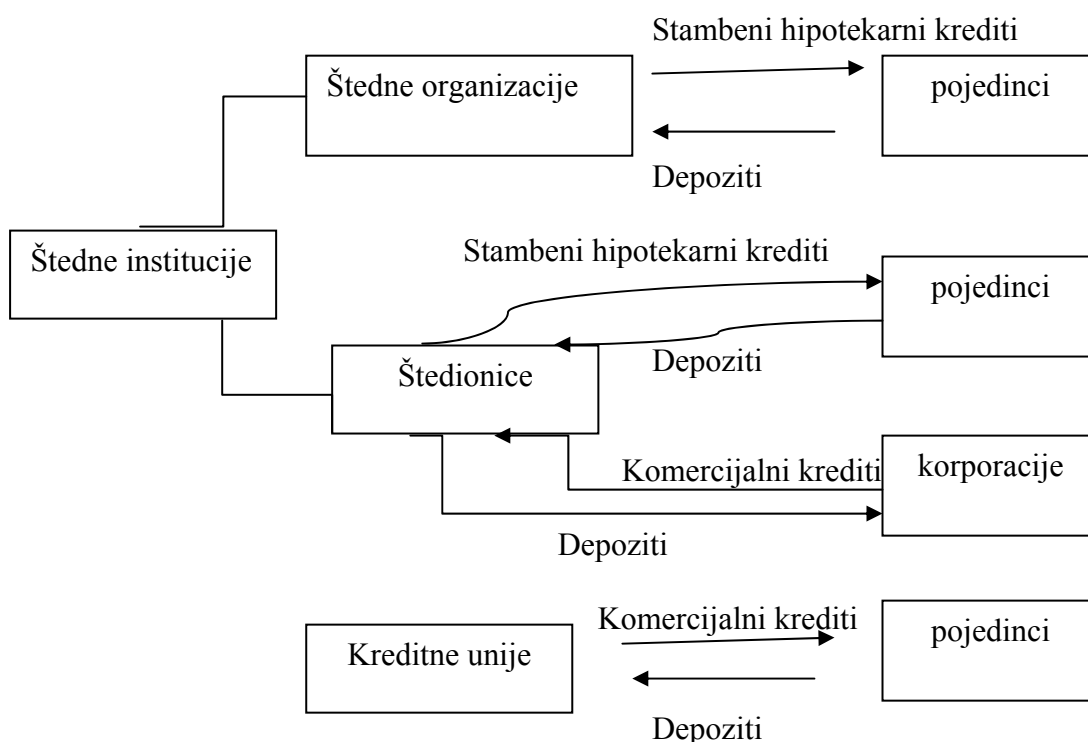 Stambeni hipotekarni krediti
Štedne organizacije
pojedinci
Depoziti
Štedne institucije
Stambeni hipotekarni krediti
pojedinci
Depoziti
Štedionice
Komercijalni krediti
korporacije
Depoziti
Komercijalni krediti
Kreditne unije
pojedinci
Depoziti